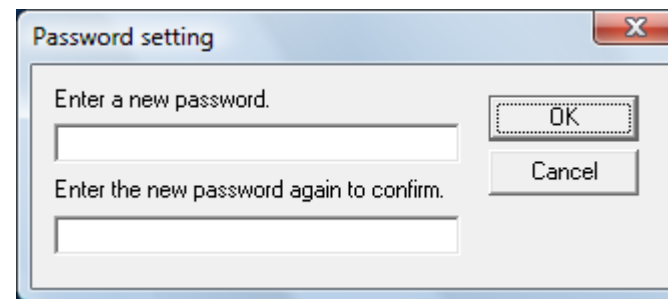 Password setting
Enter a new password.
OK
Cancel
Enter the new password again to confirm.